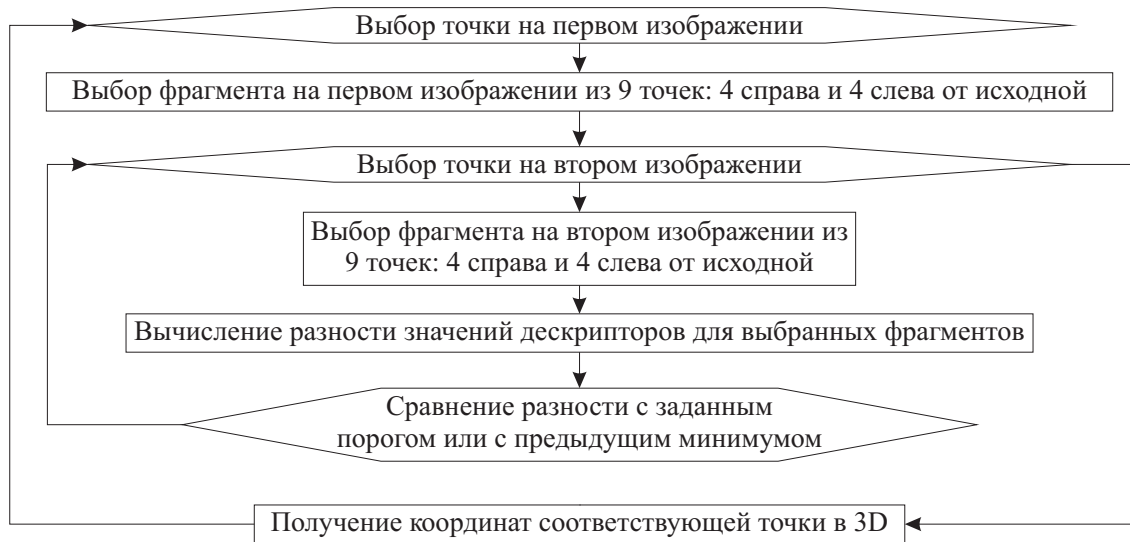 Выбор точки на первом изображении
Выбор фрагмента на первом изображении из 9 точек: 4 справа и 4 слева от исходной
Выбор точки на втором изображении
Выбор фрагмента на втором изображении из
9 точек: 4 справа и 4 слева от исходной
Вычисление разности значений дескрипторов для выбранных фрагментов
Сравнение разности с заданным
порогом или с предыдущим минимумом
Получение координат соответствующей точки в 3D